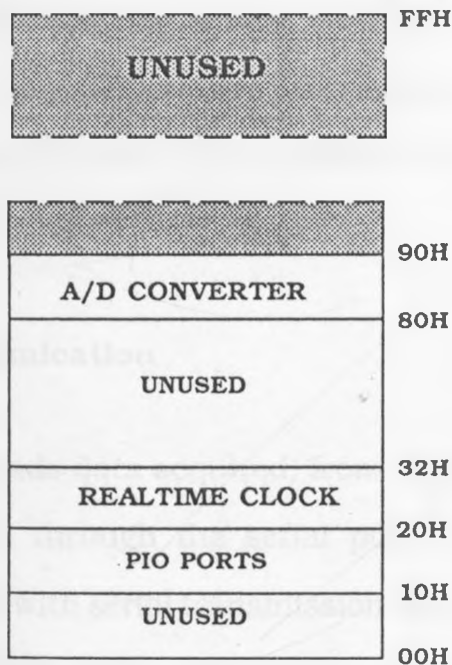 FFH
UNUSED
90H
A/D CONVERTER
80H
UNUSED
32H
REALTIME CLOCK
20H
PIO PORTS
10H
UNUSED
00H